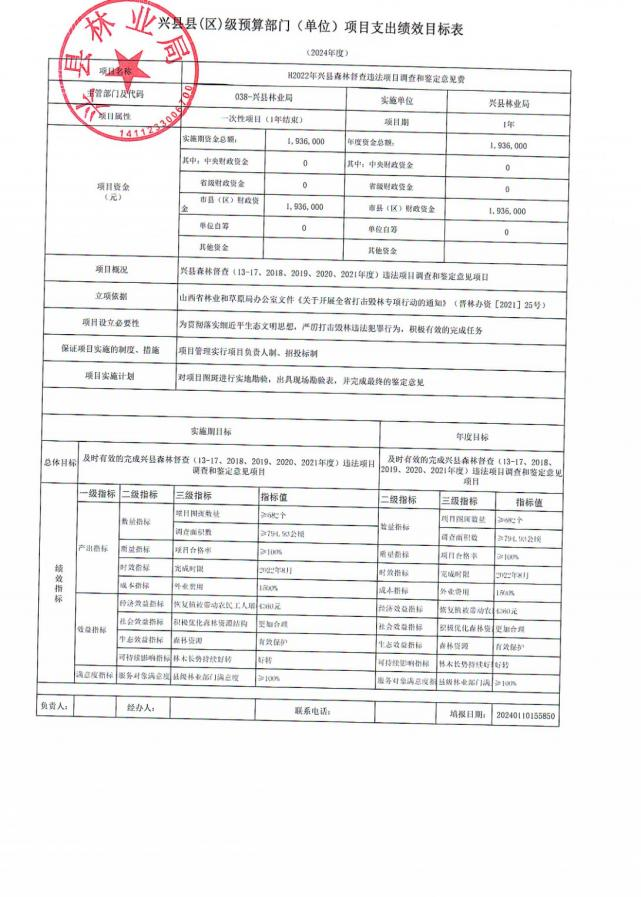 兴县县(区)级预算部门（单位）项目支出绩效目标表
（2024年度）
项目名称 H2022年兴县森林督查违法项目调查和鉴定意见费
主管部门及代码 038-兴县林业局 实施单位 兴县林业局
项目属性 一次性项目（1年结束） 项目期 1年
项目资金（元） 实施期资金总额： 1,936,000 年度资金总额： 1,936,000
其中：中央财政资金 0 其中：中央财政资金 0
省级财政资金 0 省级财政资金 0
市县（区）财政资金 1,936,000 市县（区）财政资金 1,936,000
单位自筹 0 单位自筹 0
其他资金 其他资金
项目概况 兴县森林督查（13-17、2018、2019、2020、2021年度）违法项目调查和鉴定意见项目
立项依据 山西省林业和草原局办公室文件《关于开展全省打击毁林专项行动的通知》（晋林办资【2021】25号）
项目设立必要性 为贯彻落实细近平生态文明思想，严厉打击毁林违法犯罪行为，积极有效的完成任务
保证项目实施的制度、措施 项目管理实行项目负责人制、招投标制
项目实施计划 对项目图斑进行实地勘验，出具现场勘验表，并完成最终的鉴定意见
实施期目标 年度目标
总体目标 及时有效的完成兴县森林督查（13-17、2018、2019、2020、2021年度）违法项目调查和鉴定意见项目 及时有效的完成兴县森林督查（13-17、2018、2019、2020、2021年度）违法项目调查和鉴定意见项目
绩效指标 一级指标 二级指标 三级指标 指标值 二级指标 三级指标 指标值
产出指标 数量指标 项目图斑数量 ≥682个 数量指标 项目图斑数量 ≥682个
调查面积数 ≥794.93公顷 调查面积数 ≥794.93公顷
质量指标 项目合格率 ≥100% 质量指标 项目合格率 ≥100%
时效指标 完成时限 2022年8月 时效指标 完成时限 2022年8月
成本指标 外业费用 1500% 成本指标 外业费用 1500%
效益指标 经济效益指标 恢复植被带动农民工人增 4360元 经济效益指标 恢复植被带动农 4360元
社会效益指标 积极优化森林资源结构 更加合理 社会效益指标 积极优化森林资 更加合理
生态效益指标 森林资源 有效保护 生态效益指标 森林资源 有效保护
可持续影响指标 林木长势持续好转 好转 可持续影响指标 林木长势持续好 好转
满意度指标 服务对象满意度 县级林业部门满意度 ≥100% 服务对象满意度指 县级林业部门满 ≥100%
负责人： 经办人： 联系电话： 填报日期： 20240110155850
兴县林业局
1411233006700